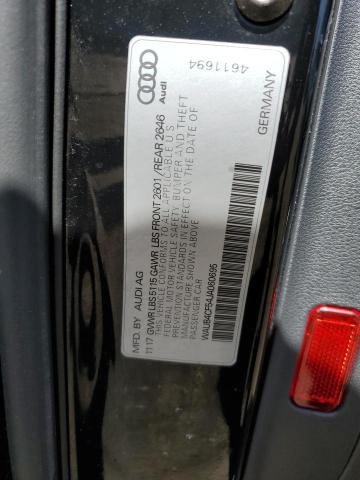 MFD. BY AUDI AG
11 17 GVWR LBS 5115 GAWR LBS FRONT 2601 / REAR 2646
THIS VEHICLE CONFORMS TO ALL APPLICABLE U S
FEDERAL MOTOR VEHICLE SAFETY, BUMPER AND THEFT
PREVENTION STANDARDS IN EFFECT ON THE DATE OF
MANUFACTURE SHOWN ABOVE.
PASSENGER CAR
WAUB4CF54JA060695
GERMANY
Audi
4611694